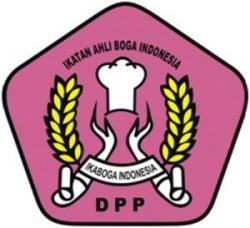 IKATAN AHLI BOGA INDONESIA
IKABOGA INDONESIA
DPP